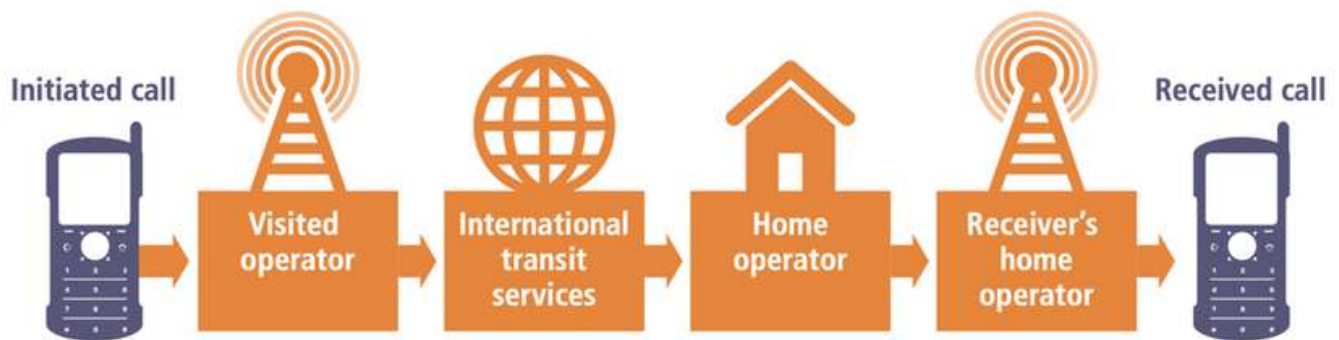 Initiated call
Visited
operator
International
transit
services
Home
operator
Receiver's
home
operator
Received call